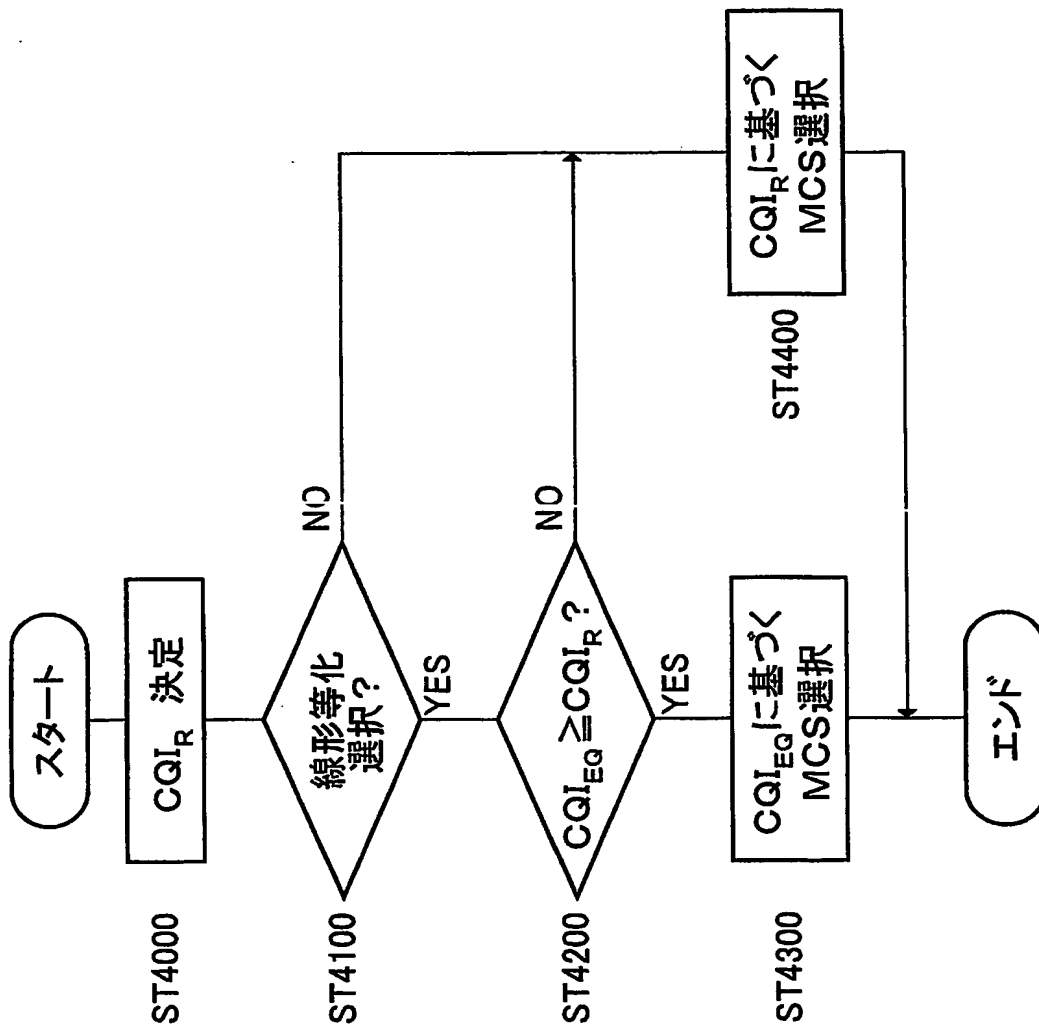 スタート
ST4000
CQI_R 決定
ST4100
線形等化
選択?
NO
YES
ST4200
CQI_EQ≧CQI_R?
NO
YES
ST4300
CQI_EQに基づく
MCS選択
ST4400
CQI_Rに基づく
MCS選択
エンド